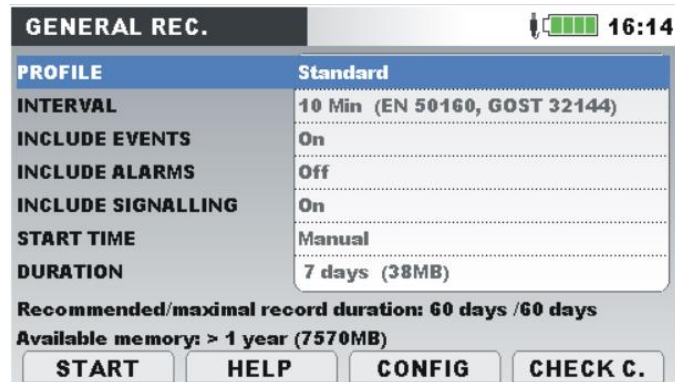 GENERAL REC. 16:14
PROFILE Standard
INTERVAL 10 Min (EN 50160, GOST 32144)
INCLUDE EVENTS On
INCLUDE ALARMS Off
INCLUDE SIGNALLING On
START TIME Manual
DURATION 7 days (38MB)
Recommended/maximal record duration: 60 days /60 days
Available memory: > 1 year (7570MB)
START HELP CONFIG CHECK C.